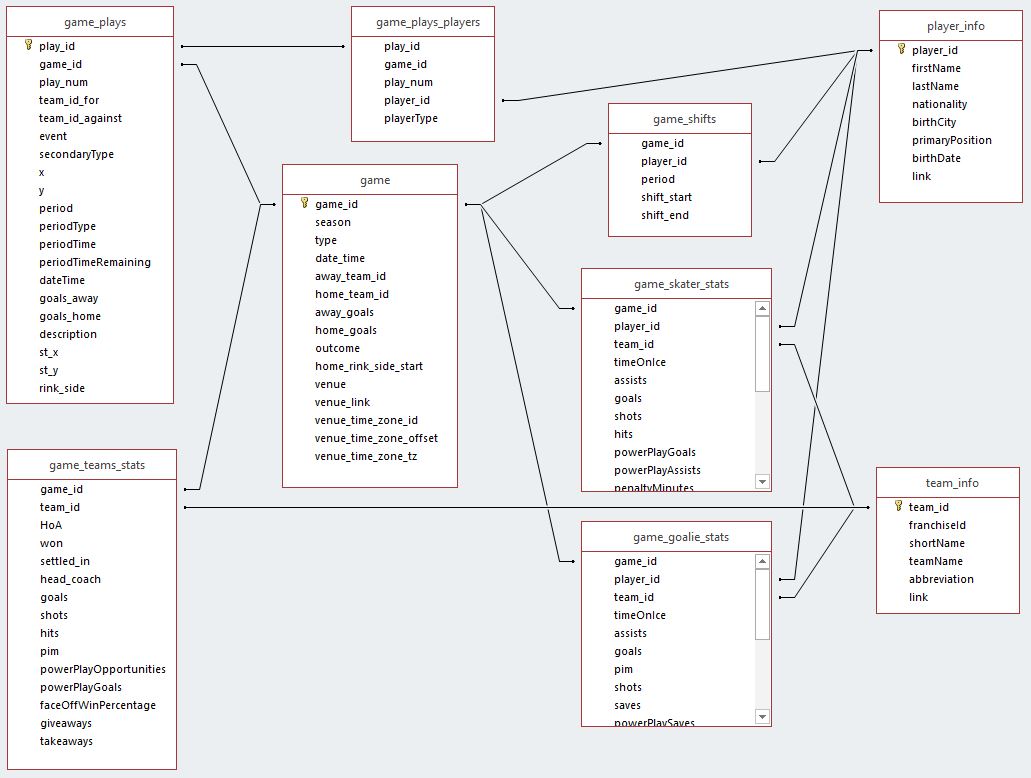 game_plays
play_id
game_id
play_num
team_id_for
team_id_against
event
secondaryType
x
y
period
periodType
periodTime
periodTimeRemaining
dateTime
goals_away
goals_home
description
st_x
st_y
rink_side
game_plays_players
play_id
game_id
play_num
player_id
playerType
player_info
player_id
firstName
lastName
nationality
birthCity
primaryPosition
birthDate
link
game_shifts
game_id
player_id
period
shift_start
shift_end
game
game_id
season
type
date_time
away_team_id
home_team_id
away_goals
home_goals
outcome
home_rink_side_start
venue
venue_link
venue_time_zone_id
venue_time_zone_offset
venue_time_zone_tz
game_skater_stats
game_id
player_id
team_id
timeOnIce
assists
goals
shots
hits
powerPlayGoals
powerPlayAssists
penaltyMinutes
game_teams_stats
game_id
team_id
HoA
won
settled_in
head_coach
goals
shots
hits
pim
powerPlayOpportunities
powerPlayGoals
faceOffWinPercentage
giveaways
takeaways
game_goalie_stats
game_id
player_id
team_id
timeOnIce
assists
goals
pim
shots
saves
powerPlaySaves
team_info
team_id
franchiseId
shortName
teamName
abbreviation
link